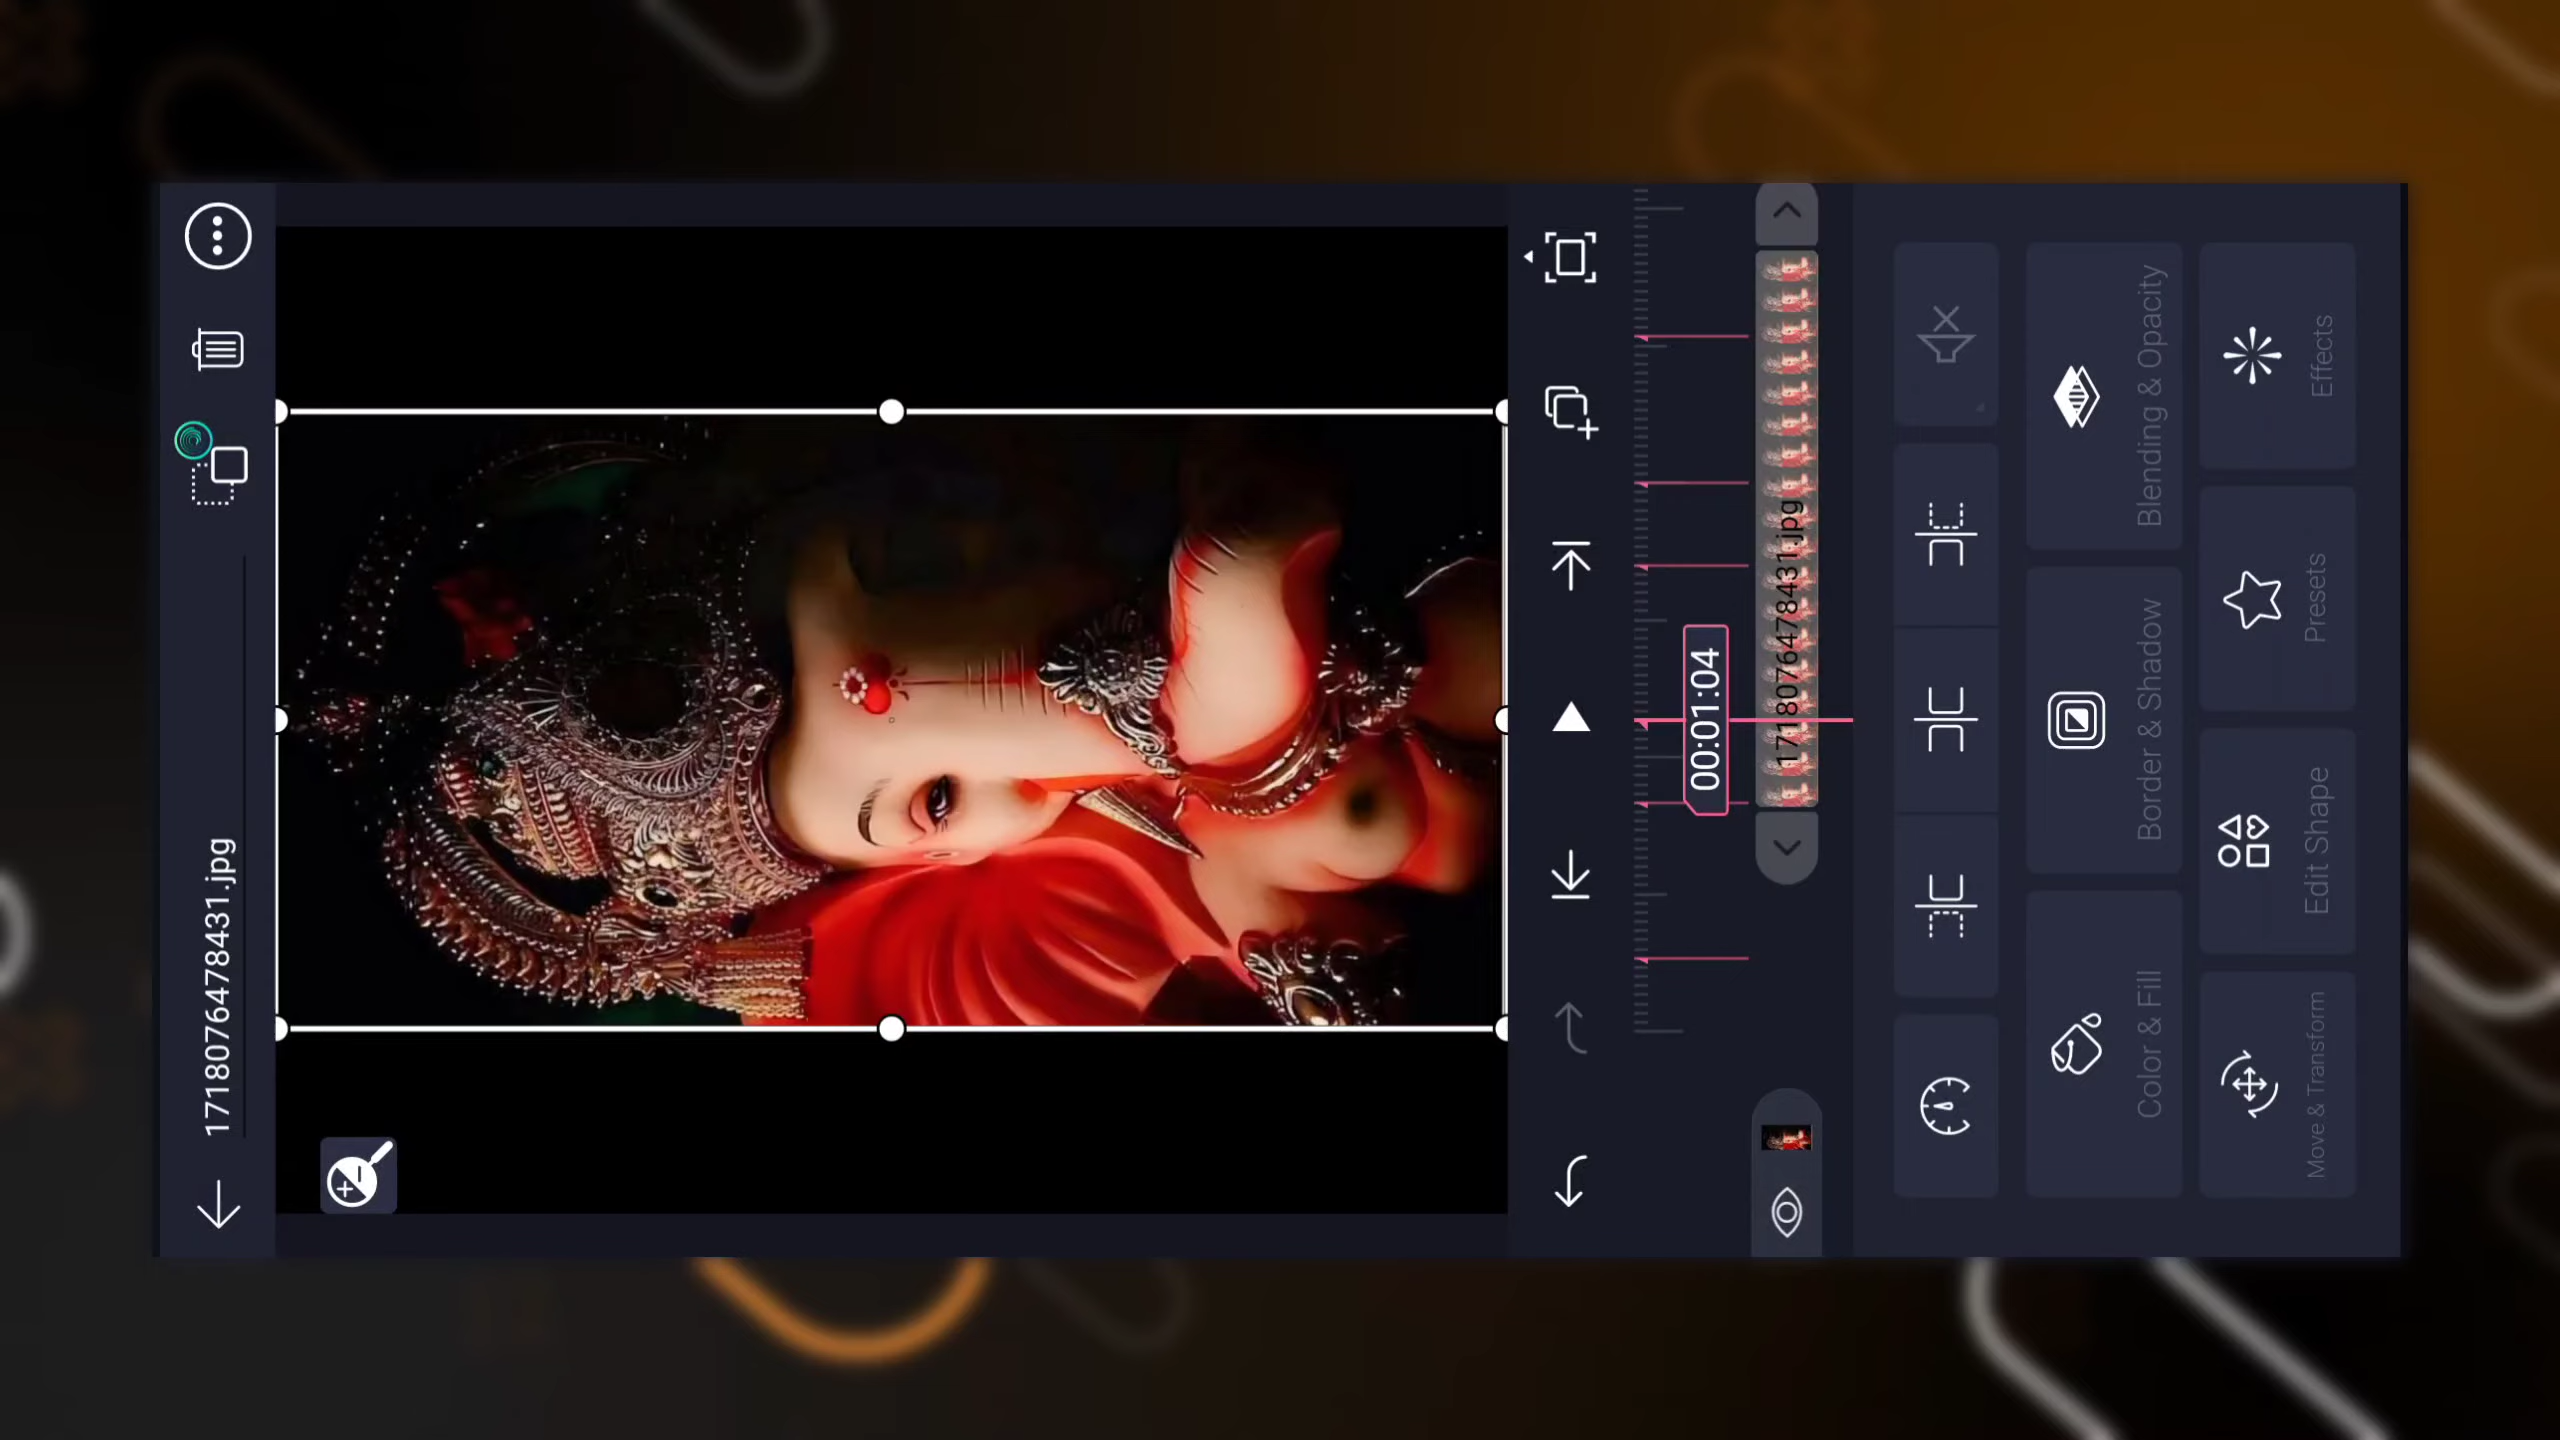 1718076478431.jpg
00:01:04
1718076478431.jpg
Color & Fill
Border & Shadow
Blending & Opacity
Move & Transform
Edit Shape
Presets
Effects